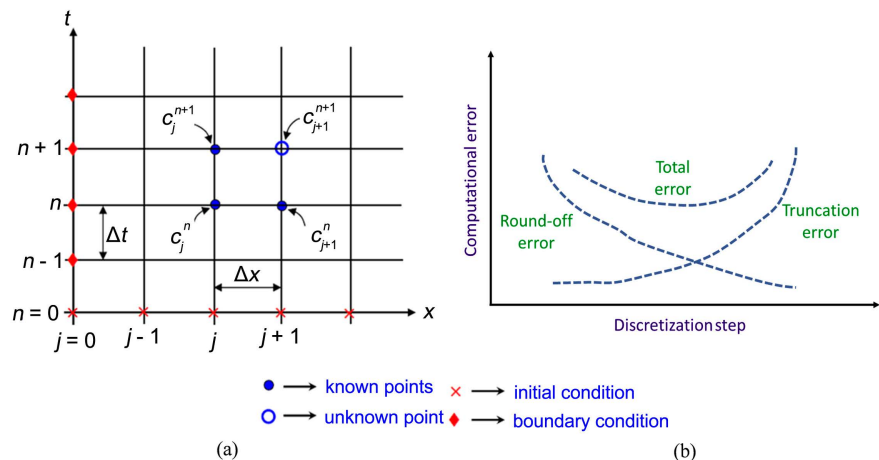 t
c_j^{n+1}
c_{j+1}^{n+1}
n + 1
n
Δt
c_j^n
c_{j+1}^n
n - 1
Δx
n = 0
x
j = 0
j - 1
j
j + 1
Computational error
Total
error
Round-off
error
Truncation
error
Discretization step
known points
initial condition
unknown point
boundary condition
(a)
(b)